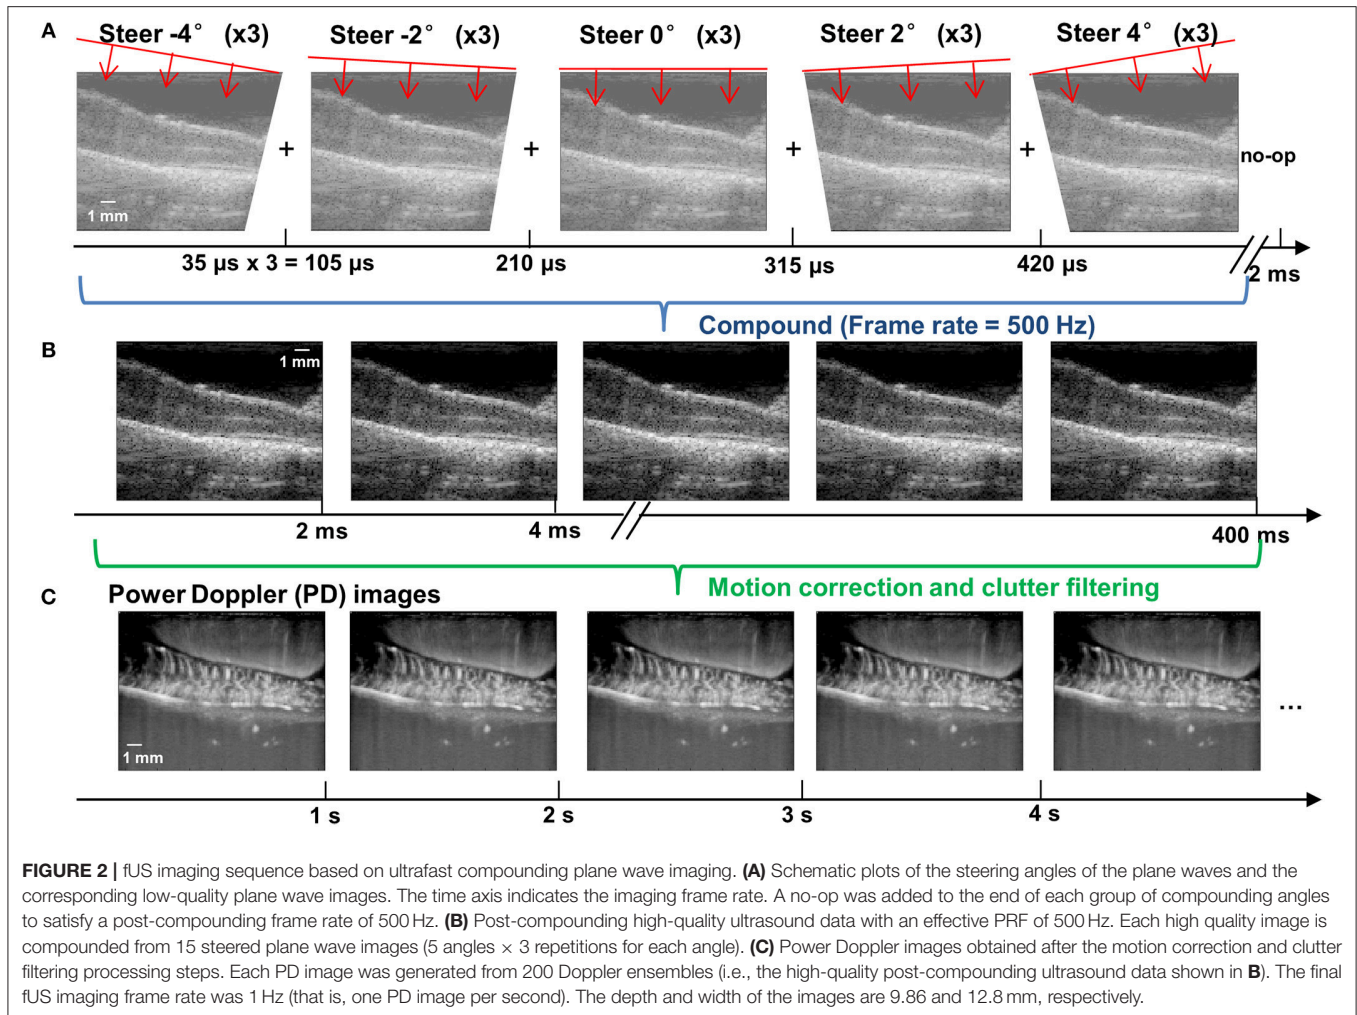 A
Steer -4° (x3)
Steer -2° (x3)
Steer 0° (x3)
Steer 2° (x3)
Steer 4° (x3)
+
+
+
+
no-op
1 mm
35 µs x 3 = 105 µs
210 µs
315 µs
420 µs
2 ms
Compound (Frame rate = 500 Hz)
B
1 mm
2 ms
4 ms
400 ms
Motion correction and clutter filtering
C
Power Doppler (PD) images
1 mm
...
1 s
2 s
3 s
4 s
FIGURE 2 | fUS imaging sequence based on ultrafast compounding plane wave imaging. (A) Schematic plots of the steering angles of the plane waves and the
corresponding low-quality plane wave images. The time axis indicates the imaging frame rate. A no-op was added to the end of each group of compounding angles
to satisfy a post-compounding frame rate of 500 Hz. (B) Post-compounding high-quality ultrasound data with an effective PRF of 500 Hz. Each high quality image is
compounded from 15 steered plane wave images (5 angles × 3 repetitions for each angle). (C) Power Doppler images obtained after the motion correction and clutter
filtering processing steps. Each PD image was generated from 200 Doppler ensembles (i.e., the high-quality post-compounding ultrasound data shown in B). The final
fUS imaging frame rate was 1 Hz (that is, one PD image per second). The depth and width of the images are 9.86 and 12.8 mm, respectively.